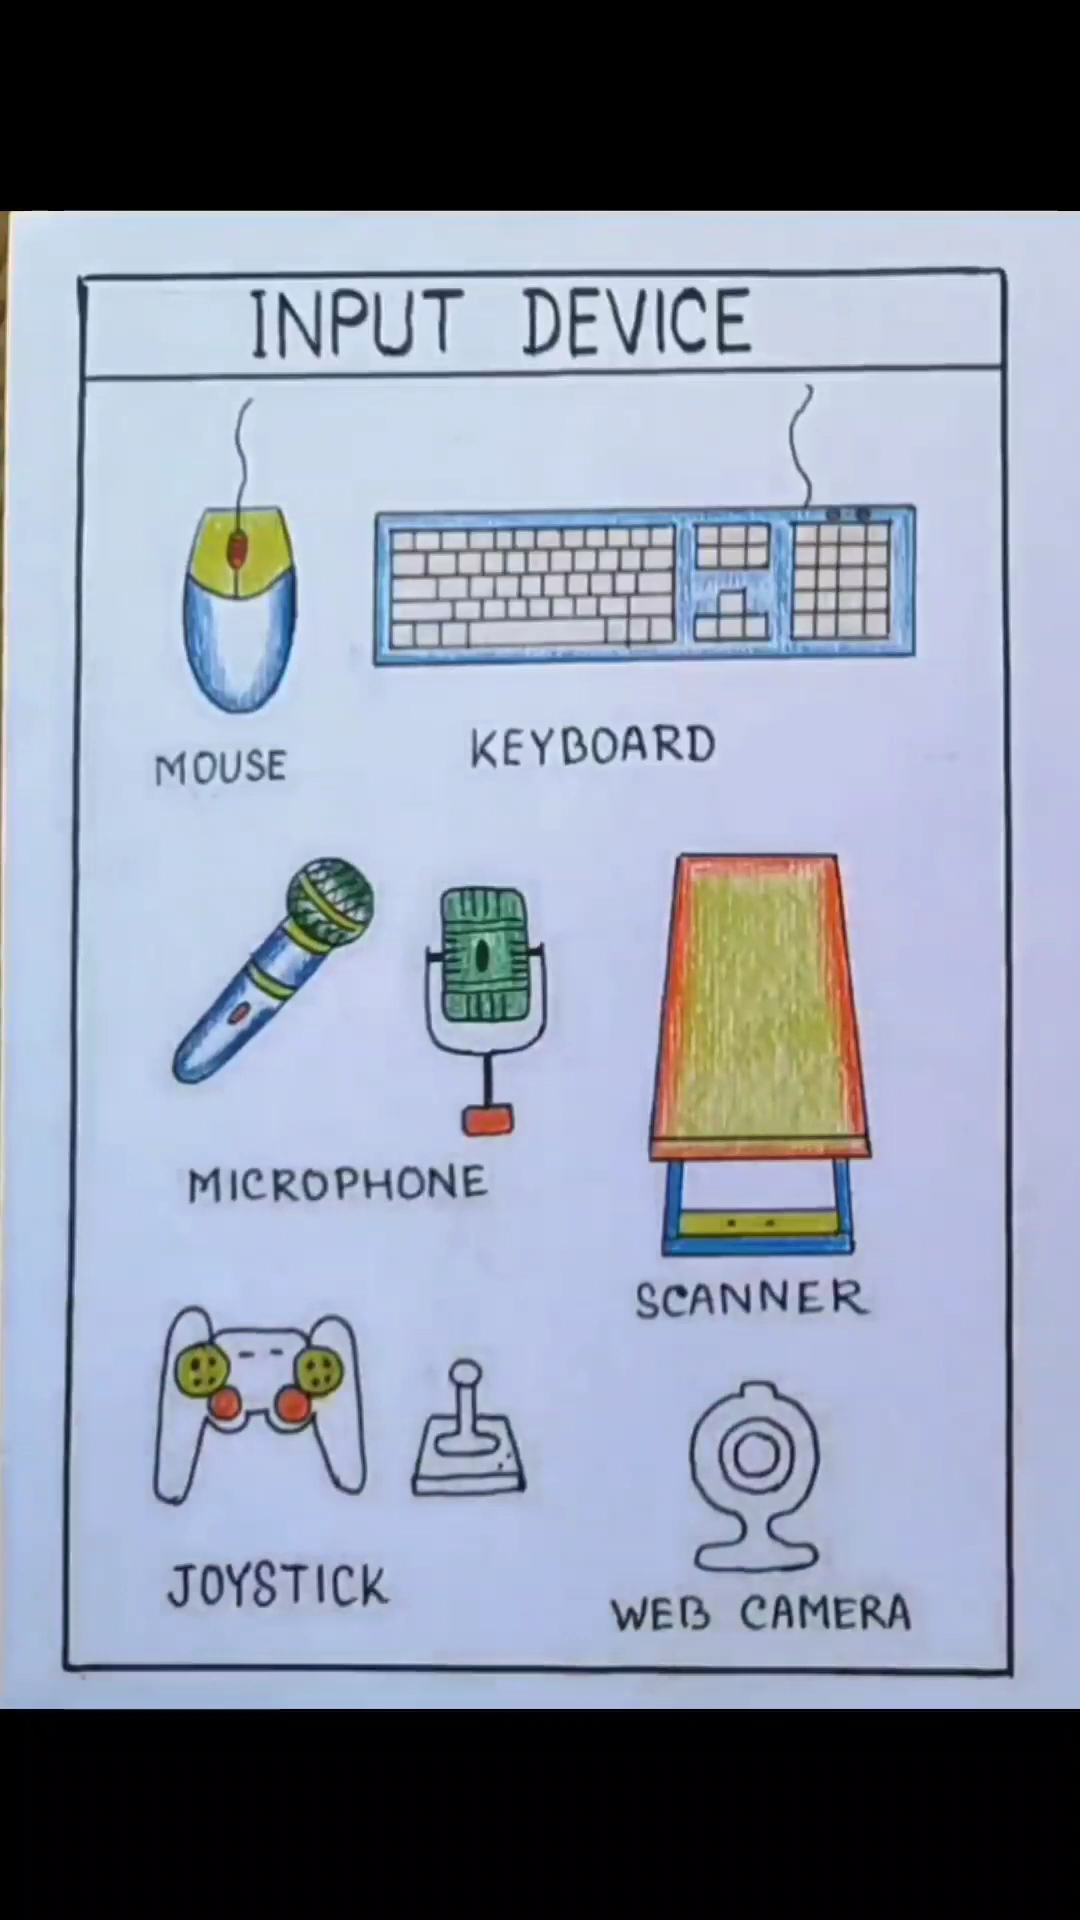 INPUT DEVICE
MOUSE
KEYBOARD
MICROPHONE
SCANNER
JOYSTICK
WEB CAMERA